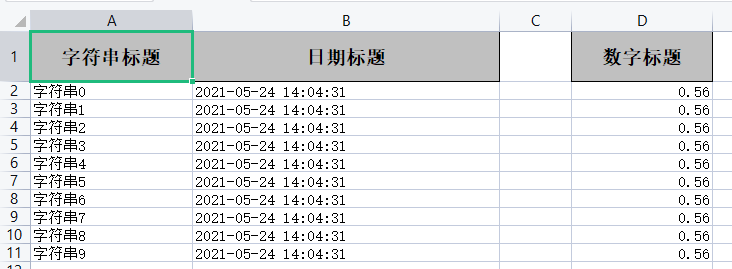 A B C D
1 字符串标题 日期标题 数字标题
2 字符串0 2021-05-24 14:04:31 0.56
3 字符串1 2021-05-24 14:04:31 0.56
4 字符串2 2021-05-24 14:04:31 0.56
5 字符串3 2021-05-24 14:04:31 0.56
6 字符串4 2021-05-24 14:04:31 0.56
7 字符串5 2021-05-24 14:04:31 0.56
8 字符串6 2021-05-24 14:04:31 0.56
9 字符串7 2021-05-24 14:04:31 0.56
10 字符串8 2021-05-24 14:04:31 0.56
11 字符串9 2021-05-24 14:04:31 0.56